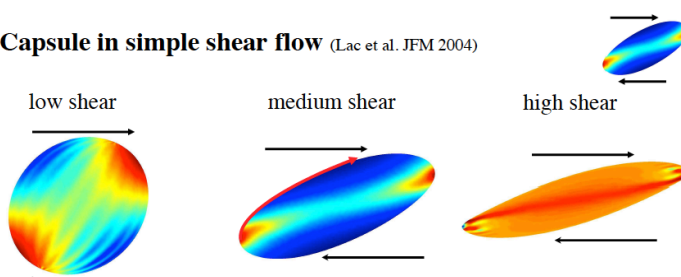 Capsule in simple shear flow (Lac et al. JFM 2004)
low shear
medium shear
high shear